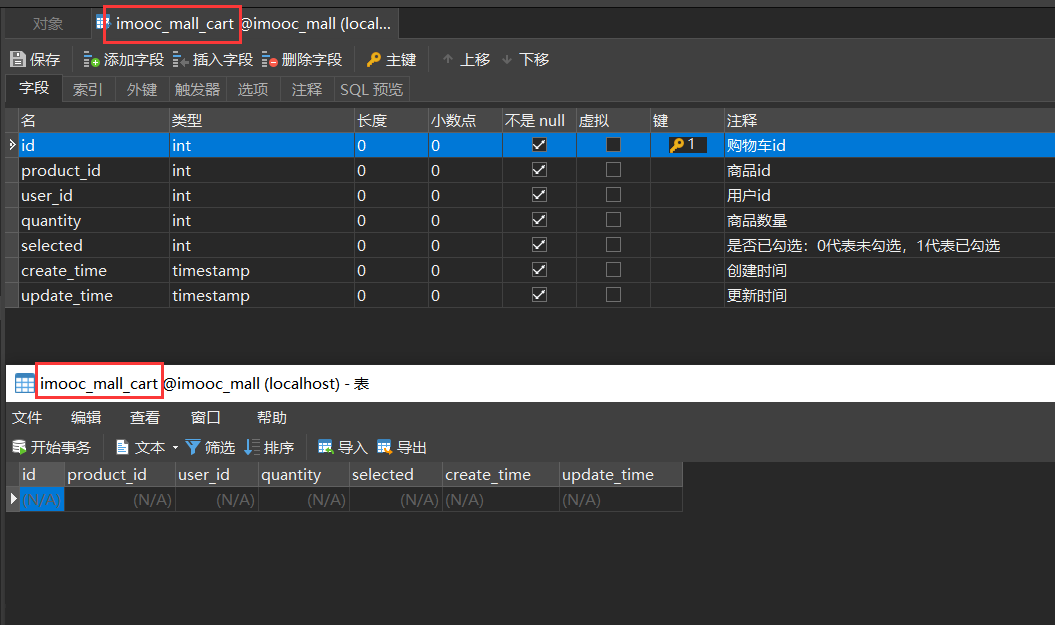 对象 imooc_mall_cart @imooc_mall (local...
保存 添加字段 插入字段 删除字段 主键 上移 下移
字段 索引 外键 触发器 选项 注释 SQL 预览
名 类型 长度 小数点 不是 null 虚拟 键 注释
id int 0 0 1 购物车id
product_id int 0 0 商品id
user_id int 0 0 用户id
quantity int 0 0 商品数量
selected int 0 0 是否已勾选：0代表未勾选，1代表已勾选
create_time timestamp 0 0 创建时间
update_time timestamp 0 0 更新时间
imooc_mall_cart @imooc_mall (localhost) - 表
文件 编辑 查看 窗口 帮助
开始事务 文本 筛选 排序 导入 导出
id product_id user_id quantity selected create_time update_time
(N/A) (N/A) (N/A) (N/A) (N/A) (N/A) (N/A)